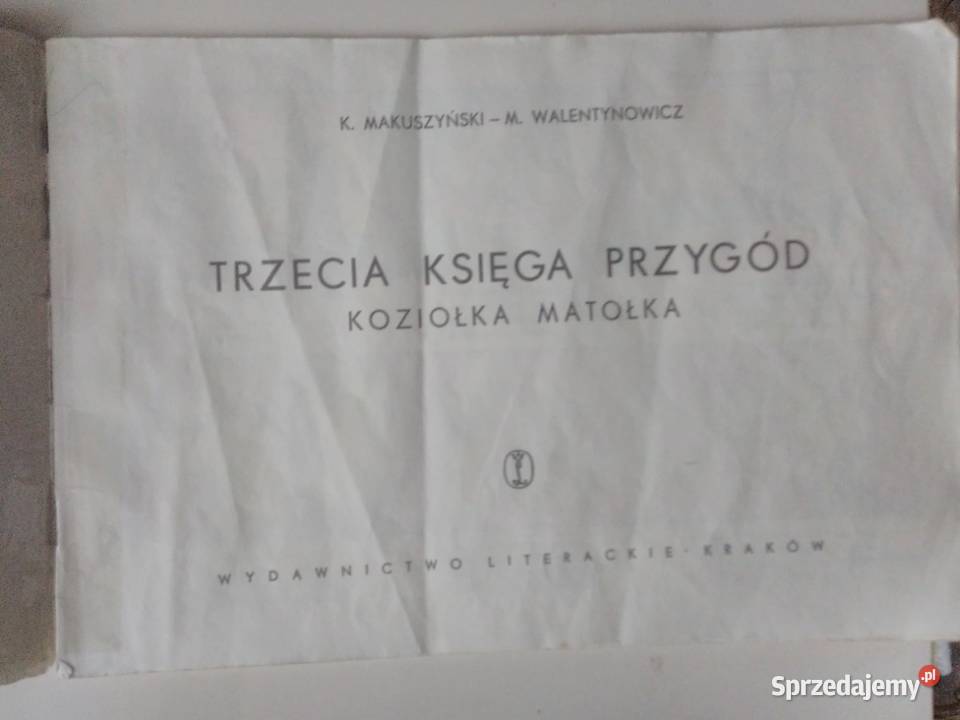 K. MAKUSZYŃSKI – M. WALENTYNOWICZ
TRZECIA KSIĘGA PRZYGÓD
KOZIOŁKA MATOŁKA
WYDAWNICTWO LITERACKIE · KRAKÓW
Sprzedajemy.pl